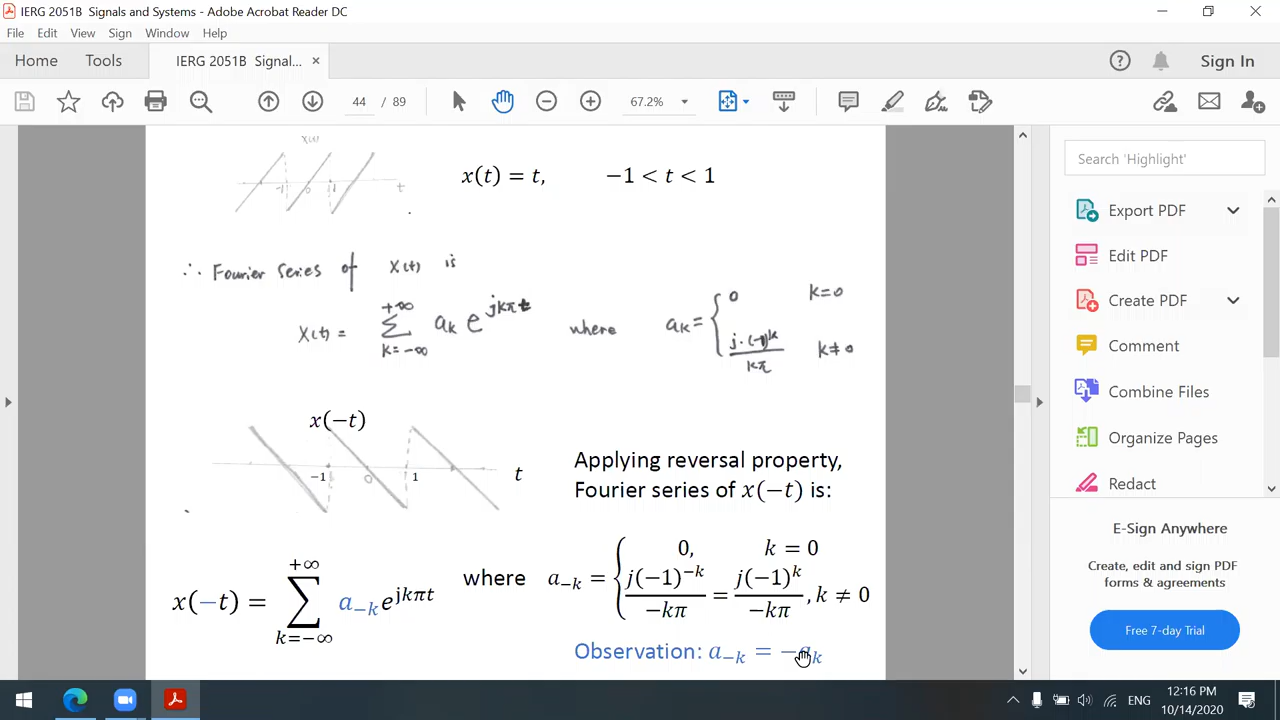 IERG 2051B Signals and Systems - Adobe Acrobat Reader DC
File Edit View Sign Window Help
Home Tools IERG 2051B Signal... × Sign In
44 / 89 67.2%
x(t)
x(t) = t, −1 < t < 1
-1 0 1 t
∴ Fourier Series of x(t) is
x(t) = +∞ ∑ k=-∞ a_k e^{jkπt} where a_k = { 0 k=0
j·(-1)^k / kπ k≠0
x(−t)
−1 0 1 t
Applying reversal property,
Fourier series of x(−t) is:
x(−t) = +∞ ∑ k=−∞ a_{−k} e^{jkπt} where a_{−k} = { 0, k = 0
j(−1)^{−k} / −kπ = j(−1)^k / −kπ , k ≠ 0
Observation: a_{−k} = −a_k
Search 'Highlight'
Export PDF
Edit PDF
Create PDF
Comment
Combine Files
Organize Pages
Redact
E-Sign Anywhere
Create, edit and sign PDF
forms & agreements
Free 7-day Trial
ENG
12:16 PM
10/14/2020